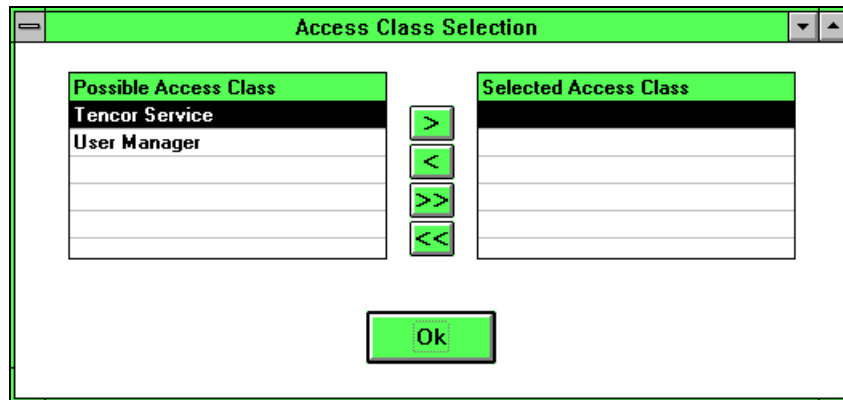 Access Class Selection
Possible Access Class
Selected Access Class
Tencor Service
User Manager
>
<
>>
<<
Ok